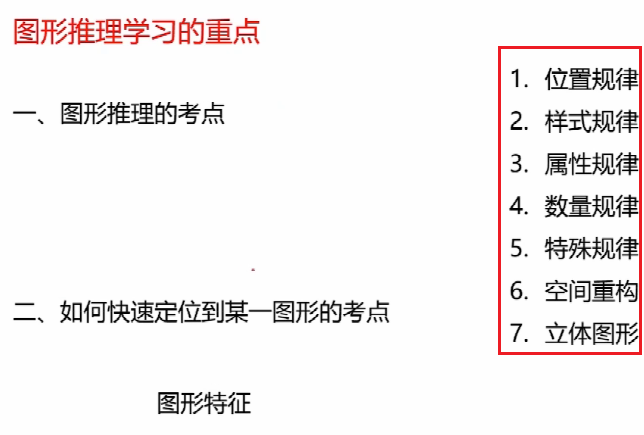 图形推理学习的重点
一、图形推理的考点
二、如何快速定位到某一图形的考点
图形特征
1. 位置规律
2. 样式规律
3. 属性规律
4. 数量规律
5. 特殊规律
6. 空间重构
7. 立体图形